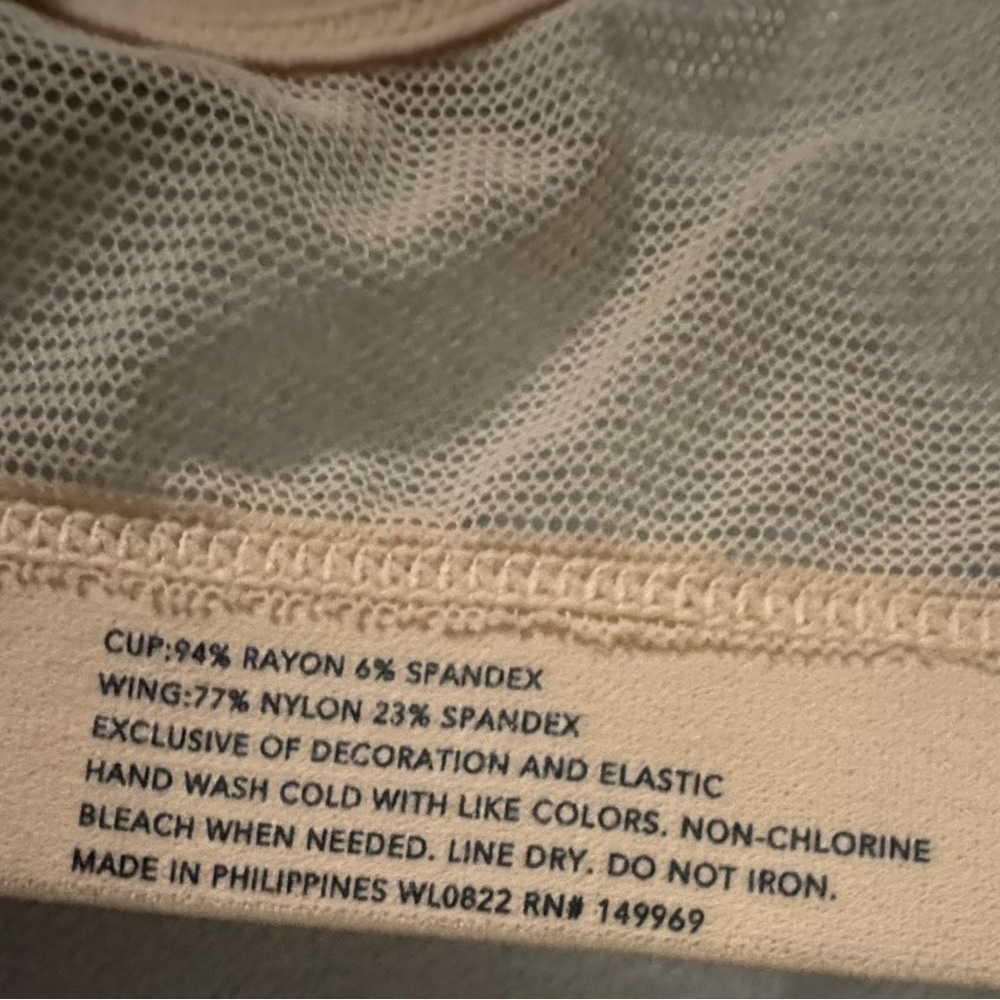 CUP:94% RAYON 6% SPANDEX
WING:77% NYLON 23% SPANDEX
EXCLUSIVE OF DECORATION AND ELASTIC
HAND WASH COLD WITH LIKE COLORS. NON-CHLORINE
BLEACH WHEN NEEDED. LINE DRY. DO NOT IRON.
MADE IN PHILIPPINES WL0822 RN# 149969